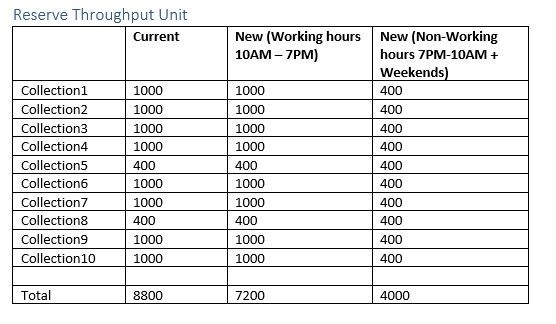 Reserve Throughput Unit
Current New (Working hours 10AM – 7PM) New (Non-Working hours 7PM-10AM + Weekends)
Collection1 1000 1000 400
Collection2 1000 1000 400
Collection3 1000 1000 400
Collection4 1000 1000 400
Collection5 400 400 400
Collection6 1000 1000 400
Collection7 1000 1000 400
Collection8 400 400 400
Collection9 1000 1000 400
Collection10 1000 1000 400
Total 8800 7200 4000